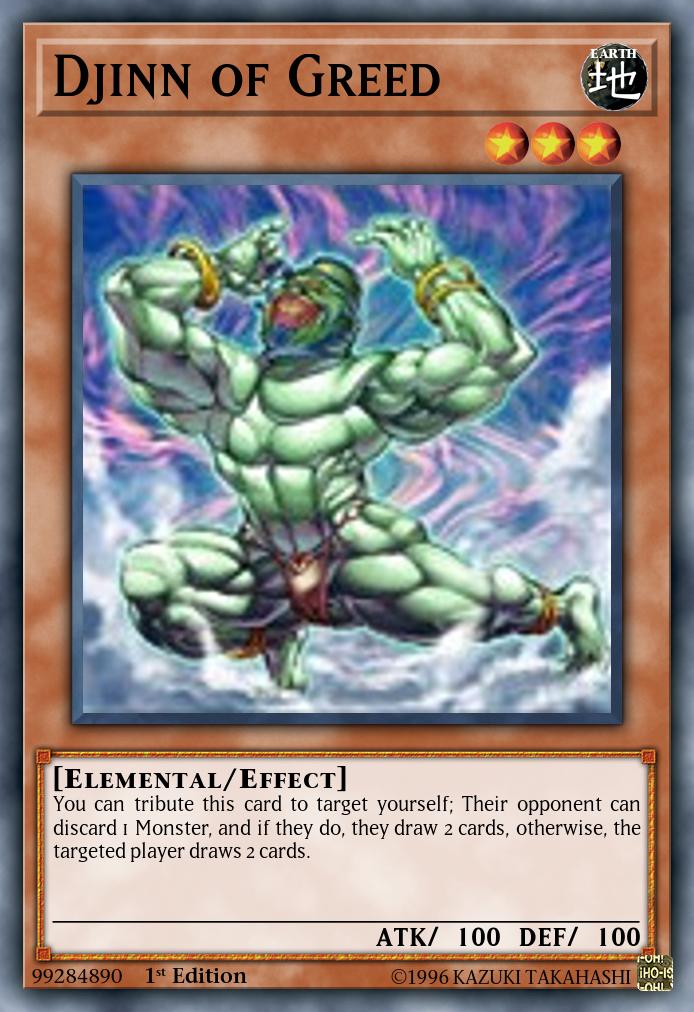 Djinn of Greed
EARTH
地
[Elemental/Effect]
You can tribute this card to target yourself; Their opponent can
discard 1 Monster, and if they do, they draw 2 cards, otherwise, the
targeted player draws 2 cards.
ATK/ 100 DEF/ 100
99284890 1st Edition ©1996 KAZUKI TAKAHASHI